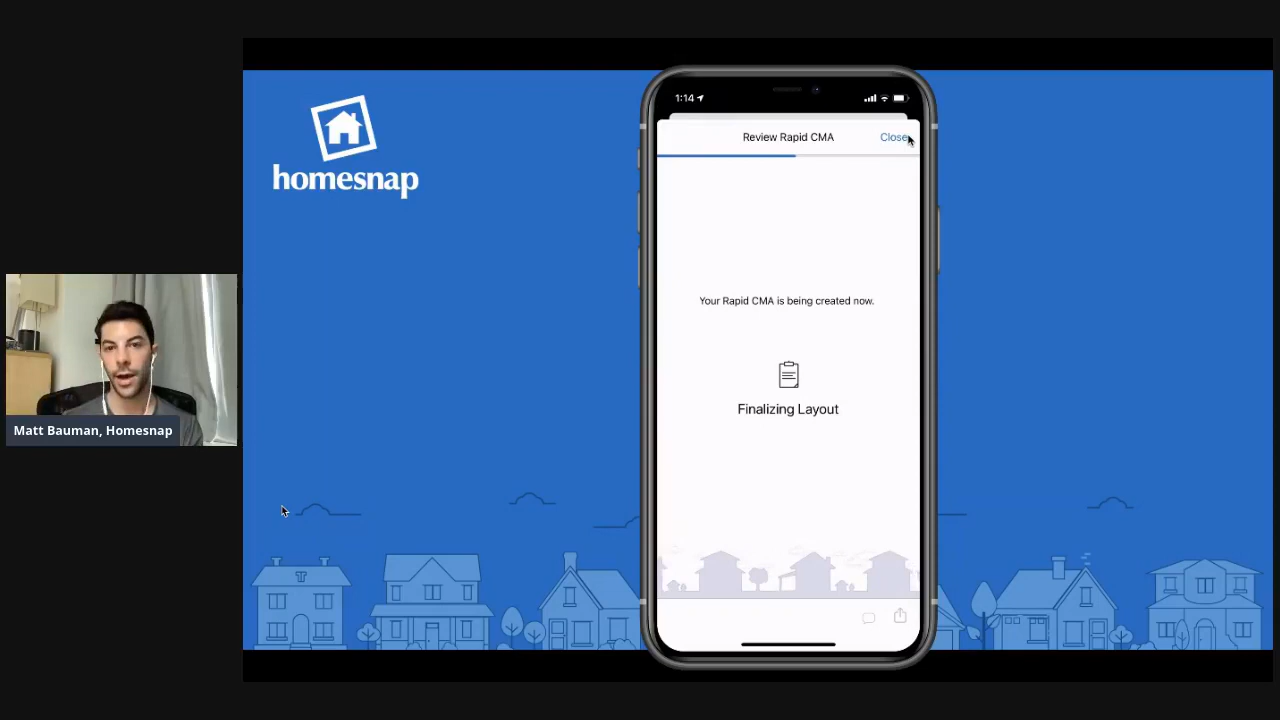 homesnap
1:14
Review Rapid CMA
Close
Your Rapid CMA is being created now.
Finalizing Layout
Matt Bauman, Homesnap